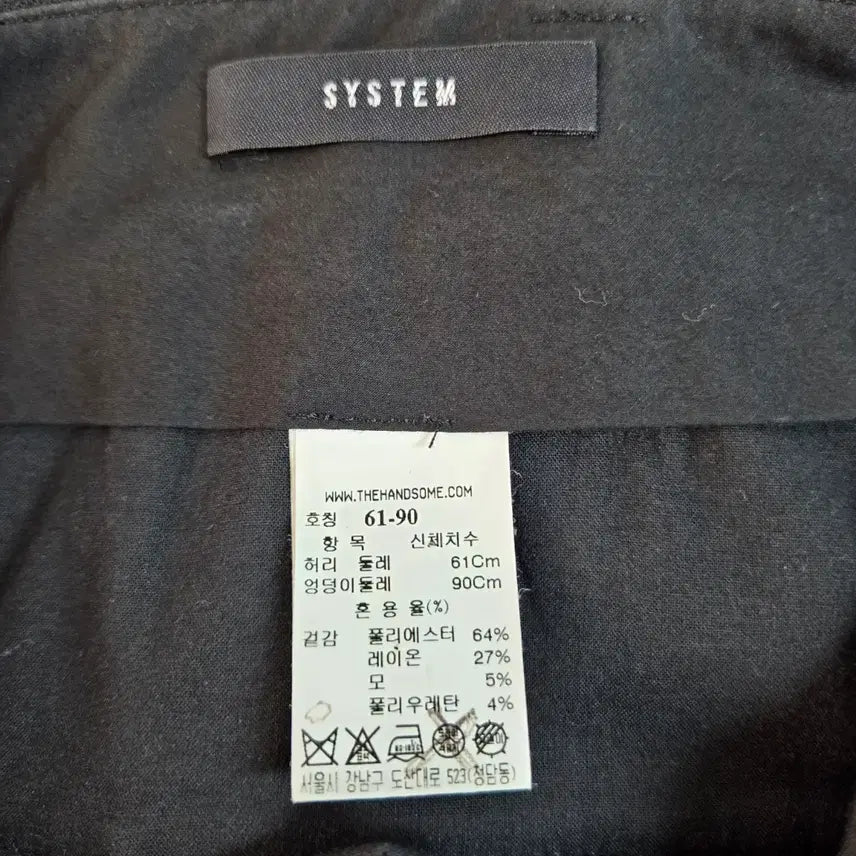 SYSTEM
WWW.THEHANDSOME.COM
호칭 61-90
항 목 신체치수
허리 둘레 61Cm
엉덩이둘레 90Cm
혼 용 율(%)
겉감 폴리에스터 64%
레이온 27%
모 5%
폴리우레탄 4%
서울시 강남구 도산대로 523(청담동)